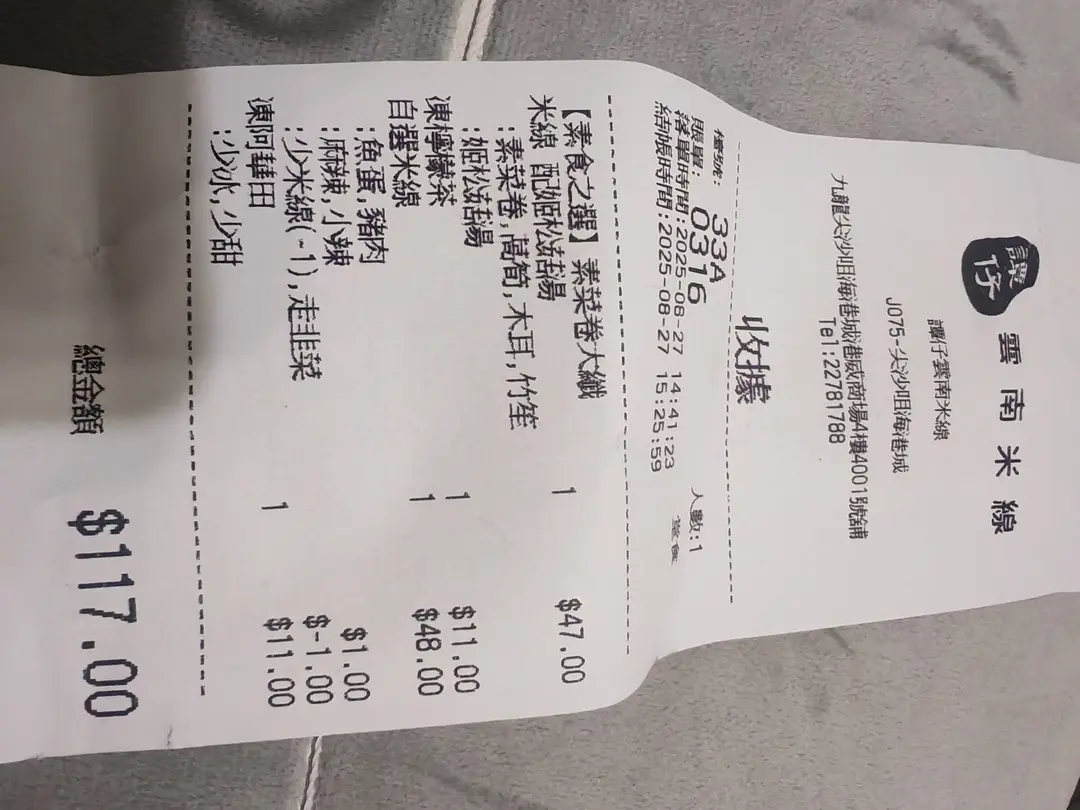 譚仔 雲南米線
譚仔雲南米線
J075-尖沙咀海港城
九龍尖沙咀海港城港威商場4樓4001號舖
Tel:22781788
收據
檯號: 33A 人數:1
賬單: 0316 堂食
落單時間:2025-08-27 14:41:23
結賬時間:2025-08-27 15:25:59
【素食之選】素菜卷大纖 1 $47.00
米線 配姬松茸湯
:素菜卷,萵筍,木耳,竹笙
:姬松茸湯
凍檸檬茶 1 $11.00
自選米線 1 $48.00
:魚蛋,豬肉
:麻辣,小辣 $1.00
:少米線(-1),走韭菜 $-1.00
凍阿華田 1 $11.00
:少冰,少甜
總金額 $117.00